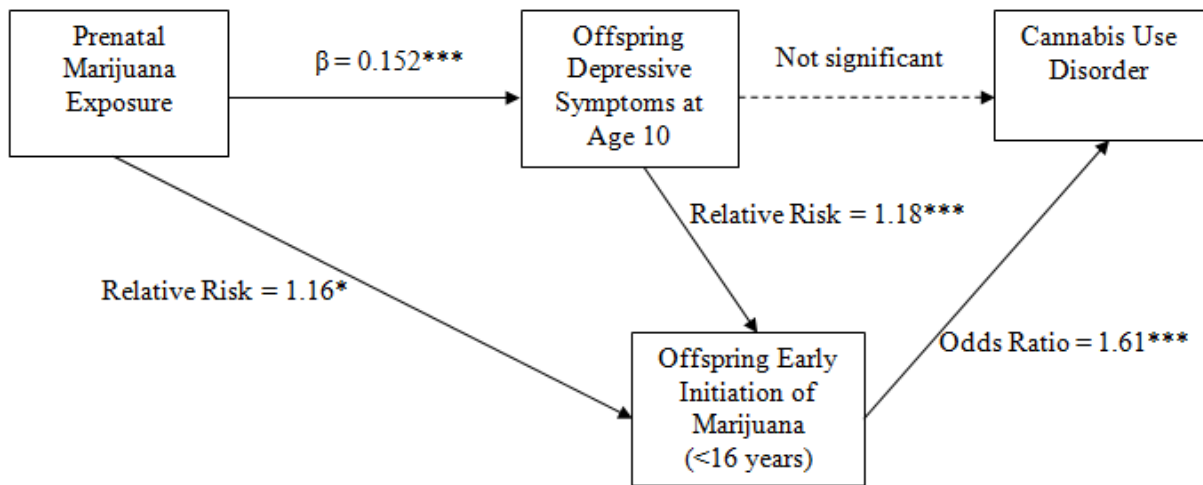 Prenatal
Marijuana
Exposure
β = 0.152***
Offspring
Depressive
Symptoms at
Age 10
Not significant
Cannabis Use
Disorder
Relative Risk = 1.18***
Relative Risk = 1.16*
Odds Ratio = 1.61***
Offspring Early
Initiation of
Marijuana
(<16 years)